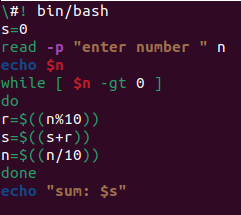 \#! bin/bash
s=0
read -p "enter number " n
echo $n
while [ $n -gt 0 ]
do
r=$((n%10))
s=$((s+r))
n=$((n/10))
done
echo "sum: $s"